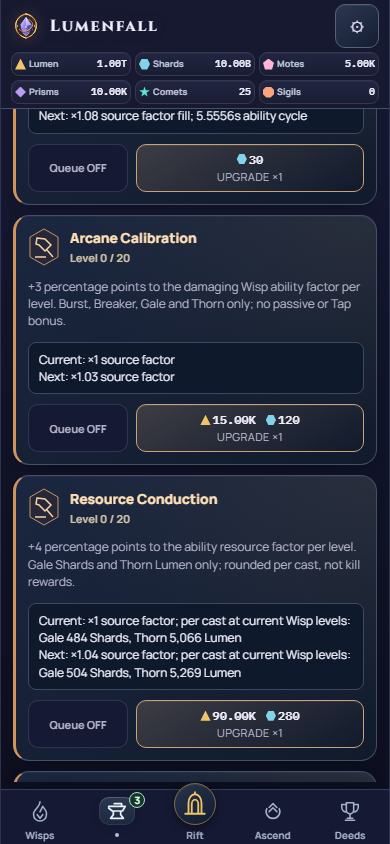 LUMENFALL
Lumen 1.00T
Shards 10.00B
Motes 5.00K
Prisms 10.00K
Comets 25
Sigils 0
Next: ×1.08 source factor fill; 5.5556s ability cycle
Queue OFF
30
UPGRADE ×1
Arcane Calibration
Level 0 / 20
+3 percentage points to the damaging Wisp ability factor per
level. Burst, Breaker, Gale and Thorn only; no passive or Tap
bonus.
Current: ×1 source factor
Next: ×1.03 source factor
Queue OFF
15.00K 120
UPGRADE ×1
Resource Conduction
Level 0 / 20
+4 percentage points to the ability resource factor per level.
Gale Shards and Thorn Lumen only; rounded per cast, not kill
rewards.
Current: ×1 source factor; per cast at current Wisp levels:
Gale 484 Shards, Thorn 5,066 Lumen
Next: ×1.04 source factor; per cast at current Wisp levels:
Gale 504 Shards, Thorn 5,269 Lumen
Queue OFF
90.00K 280
UPGRADE ×1
3
Wisps
Rift
Ascend
Deeds